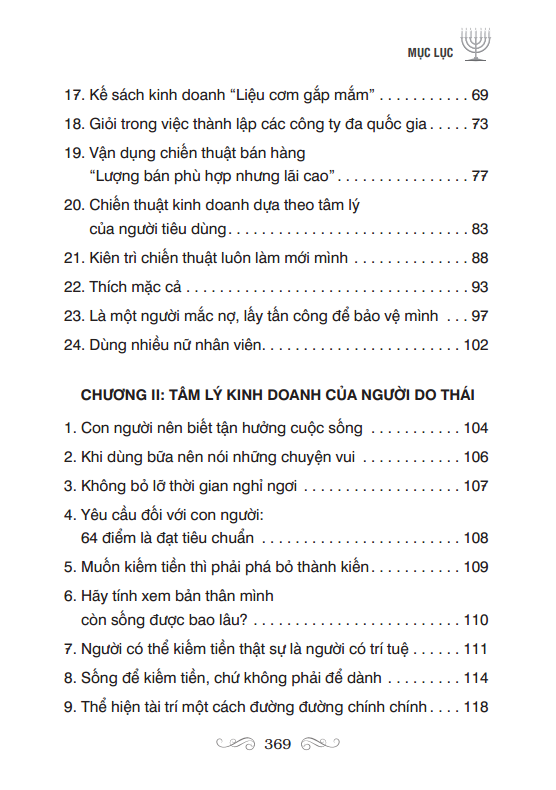 MỤC LỤC
17. Kế sách kinh doanh “Liệu cơm gắp mắm” . . . . . . . . . . . 69
18. Giỏi trong việc thành lập các công ty đa quốc gia . . . . . 73
19. Vận dụng chiến thuật bán hàng
“Lượng bán phù hợp nhưng lãi cao” . . . . . . . . . . . . . . . . 77
20. Chiến thuật kinh doanh dựa theo tâm lý
của người tiêu dùng. . . . . . . . . . . . . . . . . . . . . . . . . . . . . 83
21. Kiên trì chiến thuật luôn làm mới mình . . . . . . . . . . . . . . 88
22. Thích mặc cả . . . . . . . . . . . . . . . . . . . . . . . . . . . . . . . . . . 93
23. Là một người mắc nợ, lấy tấn công để bảo vệ mình . . . 97
24. Dùng nhiều nữ nhân viên. . . . . . . . . . . . . . . . . . . . . . . . 102
CHƯƠNG II: TÂM LÝ KINH DOANH CỦA NGƯỜI DO THÁI
1. Con người nên biết tận hưởng cuộc sống . . . . . . . . . . . 104
2. Khi dùng bữa nên nói những chuyện vui . . . . . . . . . . . . 106
3. Không bỏ lỡ thời gian nghỉ ngơi . . . . . . . . . . . . . . . . . . . 107
4. Yêu cầu đối với con người:
64 điểm là đạt tiêu chuẩn . . . . . . . . . . . . . . . . . . . . . . . . 108
5. Muốn kiếm tiền thì phải phá bỏ thành kiến. . . . . . . . . . . 109
6. Hãy tính xem bản thân mình
còn sống được bao lâu? . . . . . . . . . . . . . . . . . . . . . . . . . 110
7. Người có thể kiếm tiền thật sự là người có trí tuệ . . . . . . 111
8. Sống để kiếm tiền, chứ không phải để dành . . . . . . . . . 114
9. Thể hiện tài trí một cách đường đường chính chính . . . . 118
369